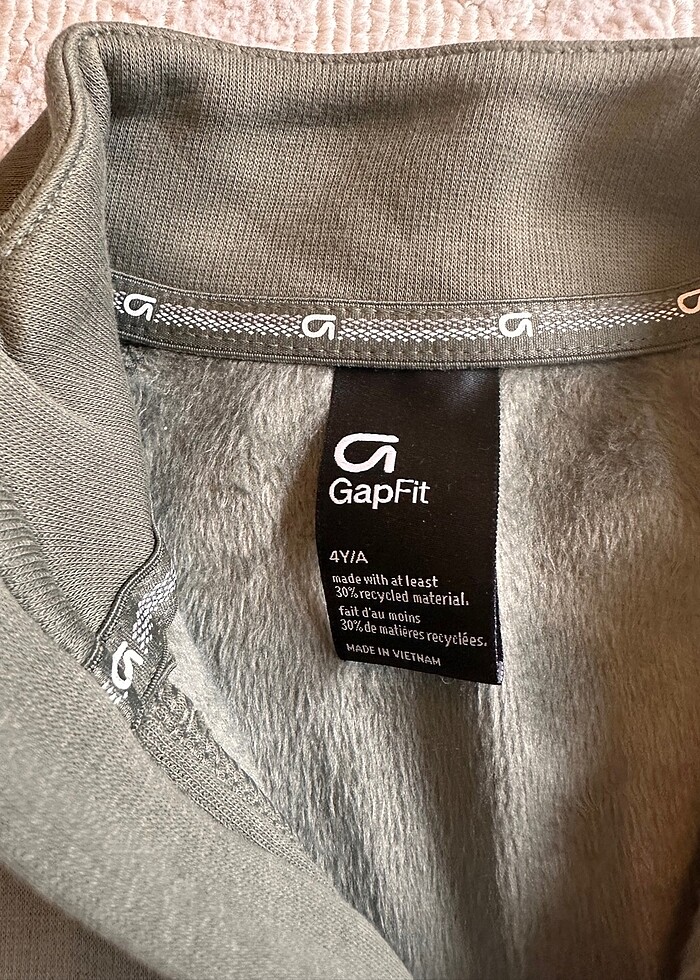 GapFit
4Y/A
made with at least
30% recycled material.
fait d'au moins
30% de matières recyclées.
MADE IN VIETNAM